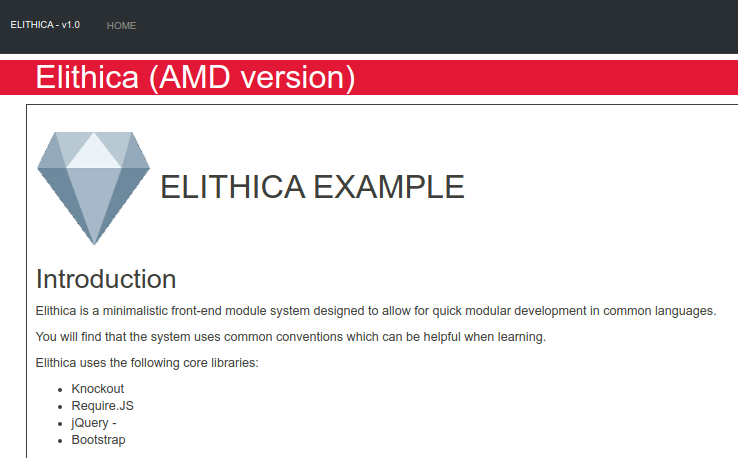 ELITHICA - v1.0 HOME
Elithica (AMD version)
ELITHICA EXAMPLE
Introduction
Elithica is a minimalistic front-end module system designed to allow for quick modular development in common languages.
You will find that the system uses common conventions which can be helpful when learning.
Elithica uses the following core libraries:
• Knockout
• Require.JS
• jQuery -
• Bootstrap